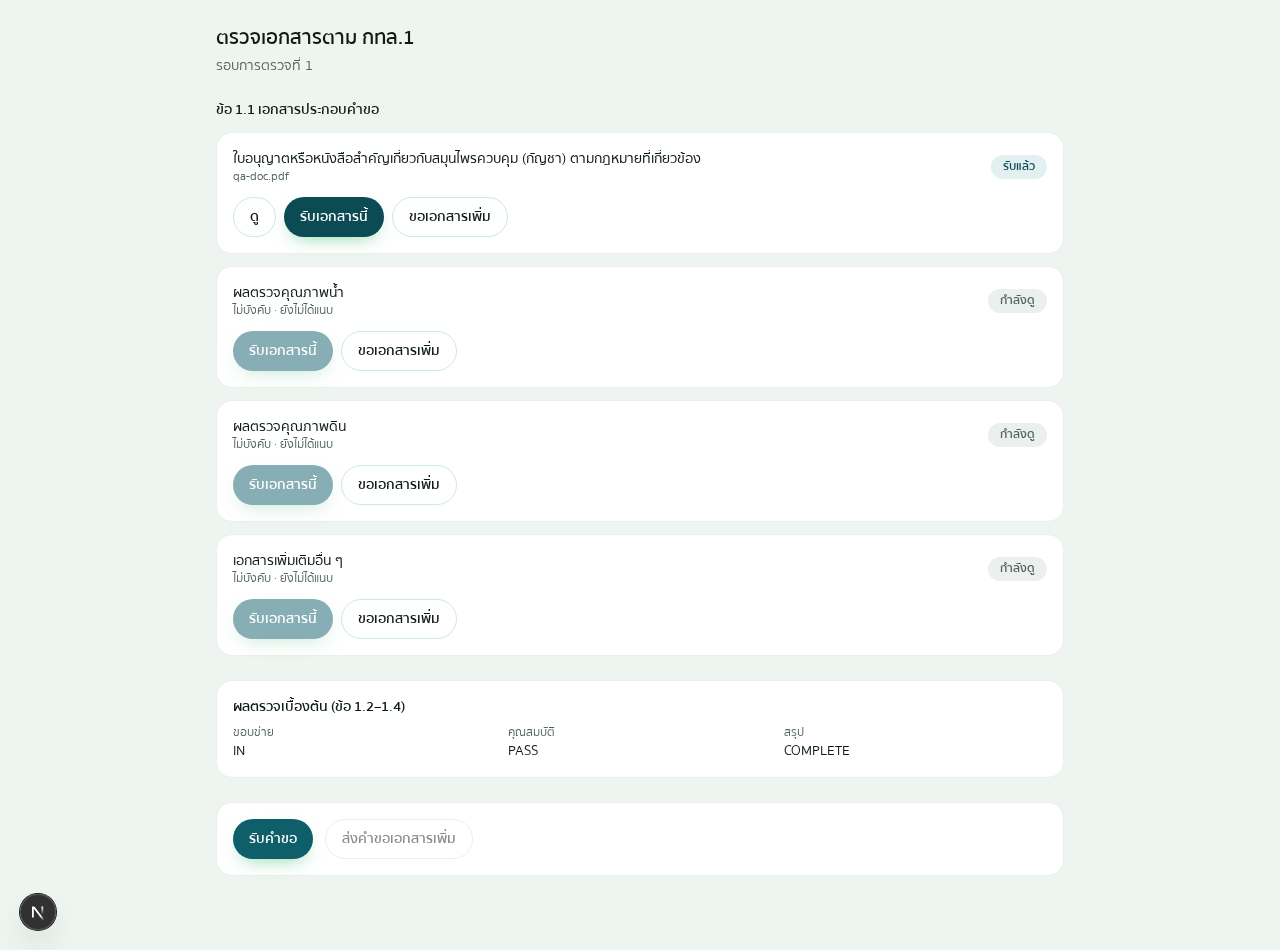 ตรวจเอกสารตาม กทล.1
รอบการตรวจที่ 1
ข้อ 1.1 เอกสารประกอบคำขอ
ใบอนุญาตหรือหนังสือสำคัญเกี่ยวกับสมุนไพรควบคุม (กัญชา) ตามกฎหมายที่เกี่ยวข้อง
qa-doc.pdf
รับแล้ว
ดู
รับเอกสารนี้
ขอเอกสารเพิ่ม
ผลตรวจคุณภาพน้ำ
ไม่บังคับ · ยังไม่ได้แนบ
กำลังดู
รับเอกสารนี้
ขอเอกสารเพิ่ม
ผลตรวจคุณภาพดิน
ไม่บังคับ · ยังไม่ได้แนบ
กำลังดู
รับเอกสารนี้
ขอเอกสารเพิ่ม
เอกสารเพิ่มเติมอื่น ๆ
ไม่บังคับ · ยังไม่ได้แนบ
กำลังดู
รับเอกสารนี้
ขอเอกสารเพิ่ม
ผลตรวจเบื้องต้น (ข้อ 1.2–1.4)
ขอบข่าย
IN
คุณสมบัติ
PASS
สรุป
COMPLETE
รับคำขอ
ส่งคำขอเอกสารเพิ่ม
N